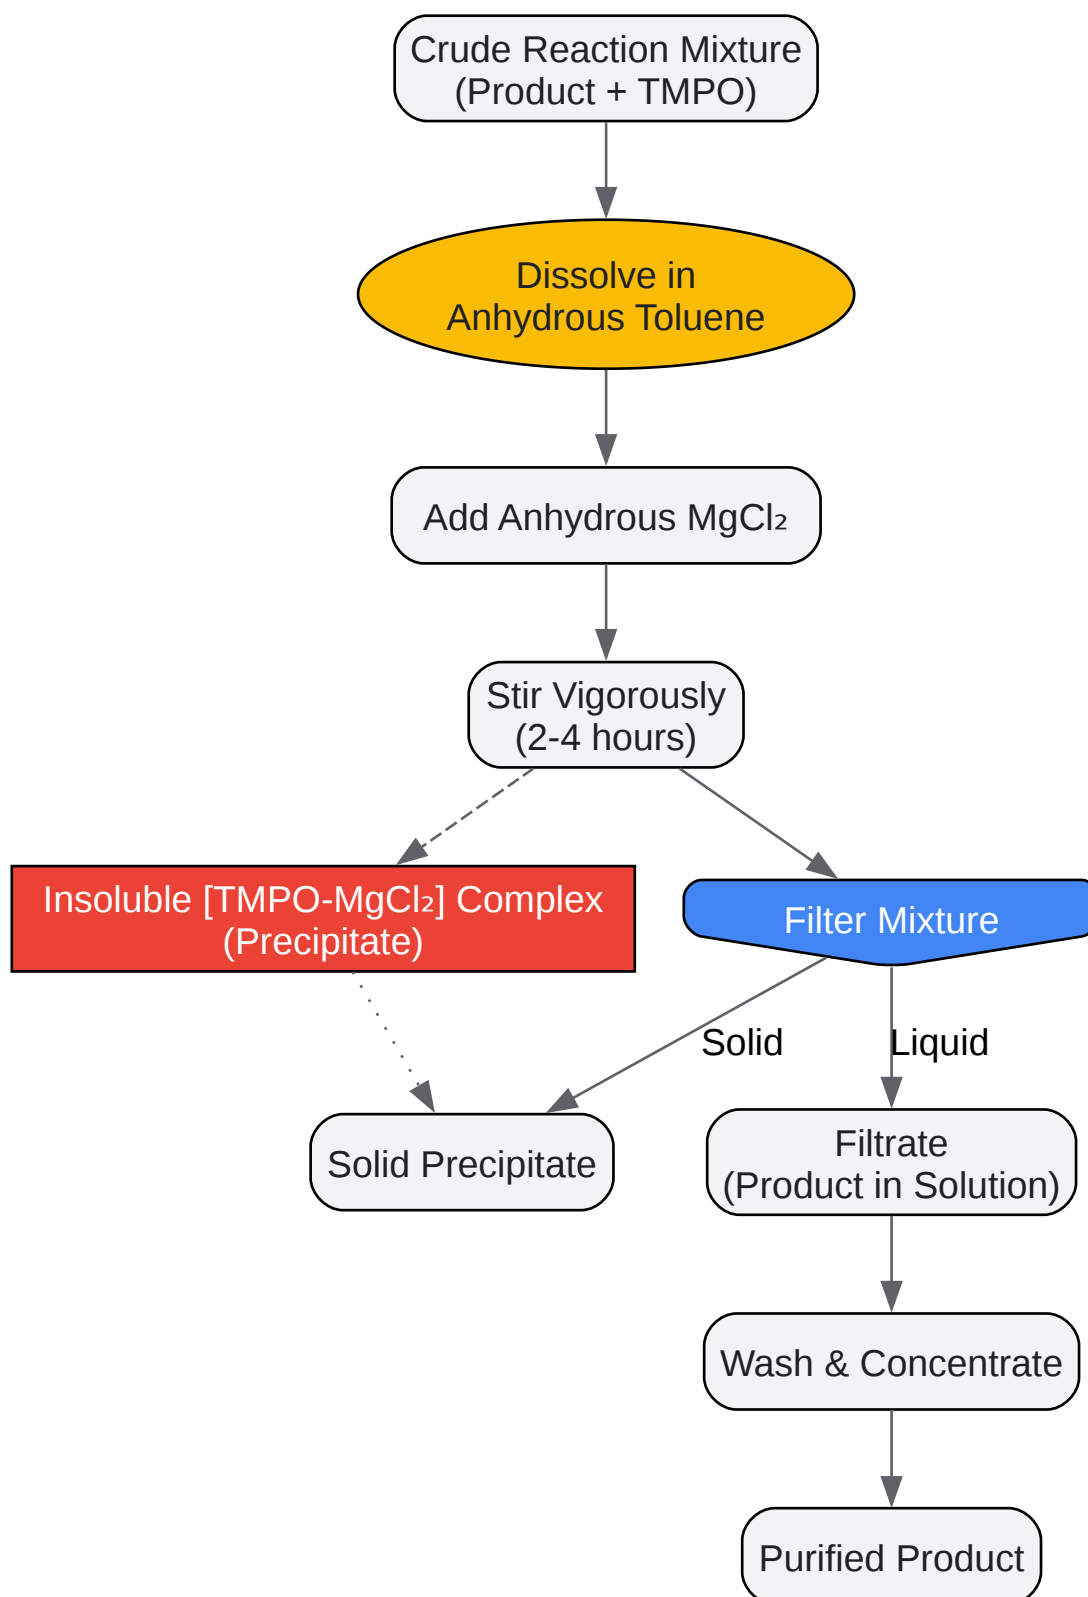 Crude Reaction Mixture
(Product + TMPO)
Dissolve in
Anhydrous Toluene
Add Anhydrous MgCl₂
Stir Vigorously
(2-4 hours)
Insoluble [TMPO-MgCl₂] Complex
(Precipitate)
Filter Mixture
Solid
Liquid
Solid Precipitate
Filtrate
(Product in Solution)
Wash & Concentrate
Purified Product